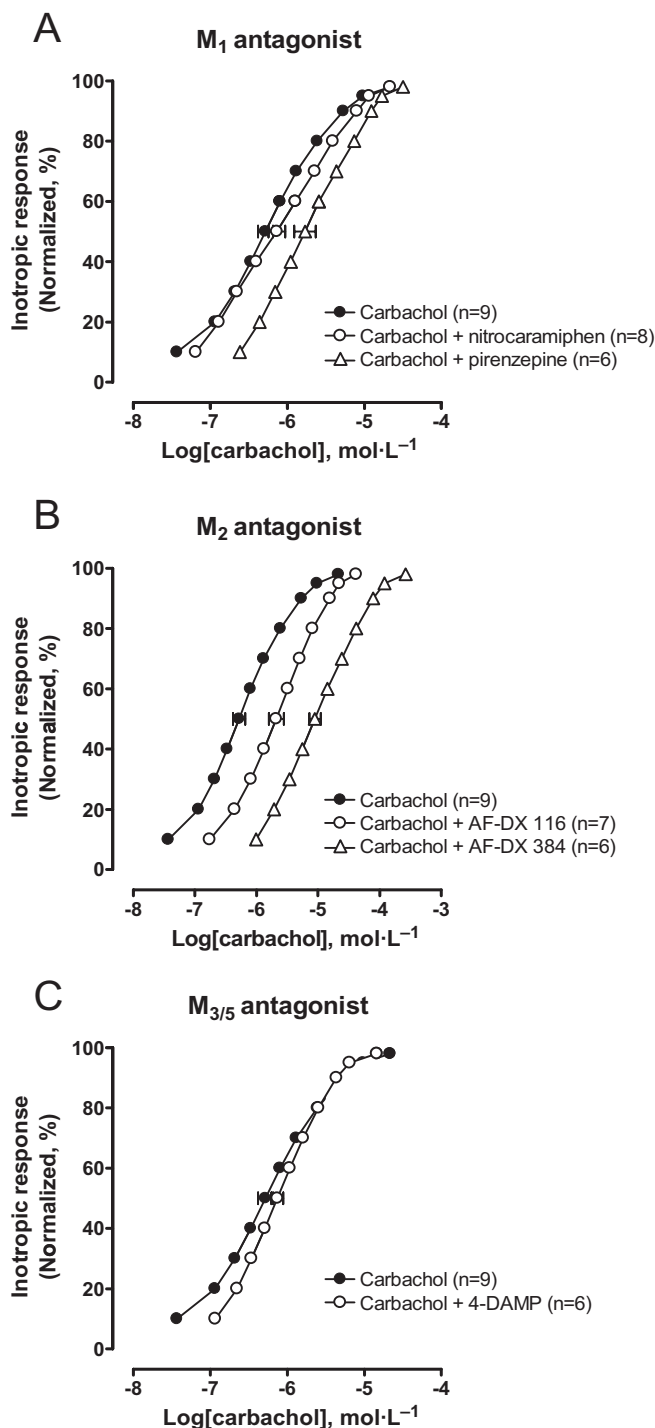 A
M₁ antagonist
Inotropic response
(Normalized, %)
100
80
60
40
20
0
Carbachol (n=9)
Carbachol + nitrocaramiphen (n=8)
Carbachol + pirenzepine (n=6)
-8 -7 -6 -5 -4
Log[carbachol], mol·L⁻¹
B
M₂ antagonist
Inotropic response
(Normalized, %)
100
80
60
40
20
0
Carbachol (n=9)
Carbachol + AF-DX 116 (n=7)
Carbachol + AF-DX 384 (n=6)
-8 -7 -6 -5 -4 -3
Log[carbachol], mol·L⁻¹
C
M₃/₅ antagonist
Inotropic response
(Normalized, %)
100
80
60
40
20
0
Carbachol (n=9)
Carbachol + 4-DAMP (n=6)
-8 -7 -6 -5 -4
Log[carbachol], mol·L⁻¹